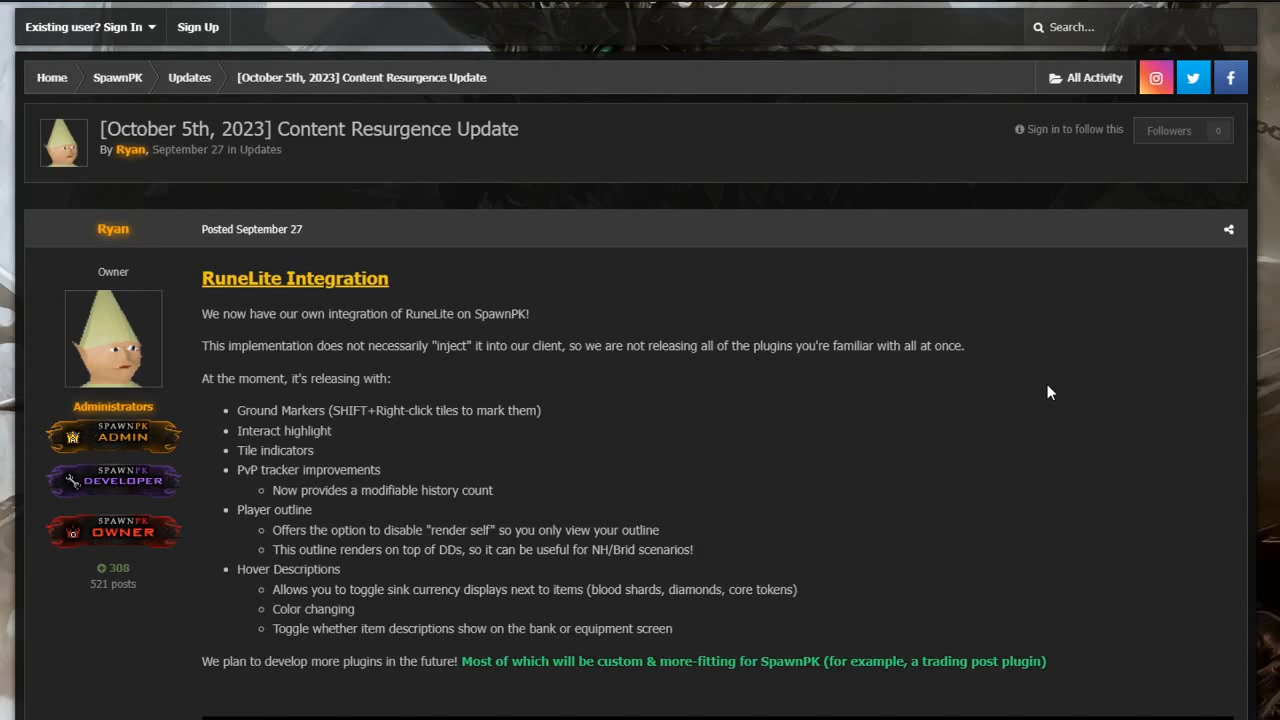 Existing user? Sign In
Sign Up
Search...
Home
SpawnPK
Updates
[October 5th, 2023] Content Resurgence Update
All Activity
[October 5th, 2023] Content Resurgence Update
By Ryan, September 27 in Updates
Sign in to follow this
Followers
0
Ryan
Posted September 27
Owner
Administrators
SPAWNPK
ADMIN
SPAWNPK
DEVELOPER
SPAWNPK
OWNER
308
521 posts
RuneLite Integration
We now have our own integration of RuneLite on SpawnPK!
This implementation does not necessarily "inject" it into our client, so we are not releasing all of the plugins you're familiar with all at once.
At the moment, it's releasing with:
Ground Markers (SHIFT+Right-click tiles to mark them)
Interact highlight
Tile indicators
PvP tracker improvements
Now provides a modifiable history count
Player outline
Offers the option to disable "render self" so you only view your outline
This outline renders on top of DDs, so it can be useful for NH/Brid scenarios!
Hover Descriptions
Allows you to toggle sink currency displays next to items (blood shards, diamonds, core tokens)
Color changing
Toggle whether item descriptions show on the bank or equipment screen
We plan to develop more plugins in the future! Most of which will be custom & more-fitting for SpawnPK (for example, a trading post plugin)